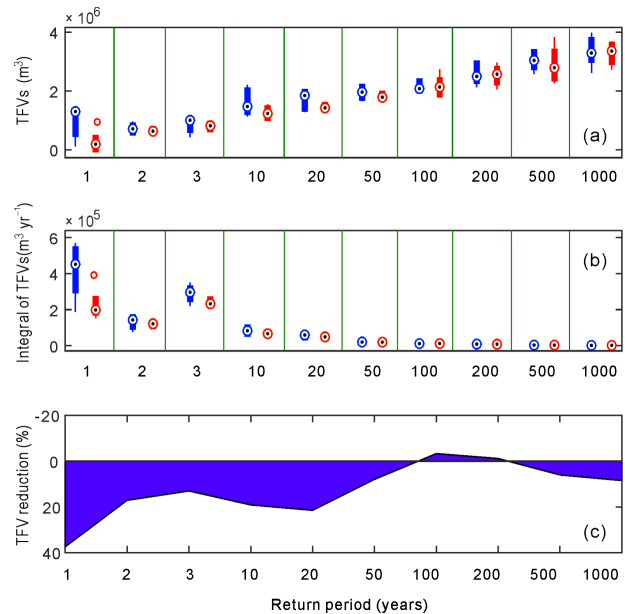 × 10⁶
4
2
0
TFVs (m³)
(a)
1 2 3 10 20 50 100 200 500 1000
× 10⁵
6
4
2
0
Integral of TFVs(m³ yr⁻¹)
(b)
1 2 3 10 20 50 100 200 500 1000
-20
0
20
40
TFV reduction (%)
(c)
1 2 3 10 20 50 100 200 500 1000
Return period (years)